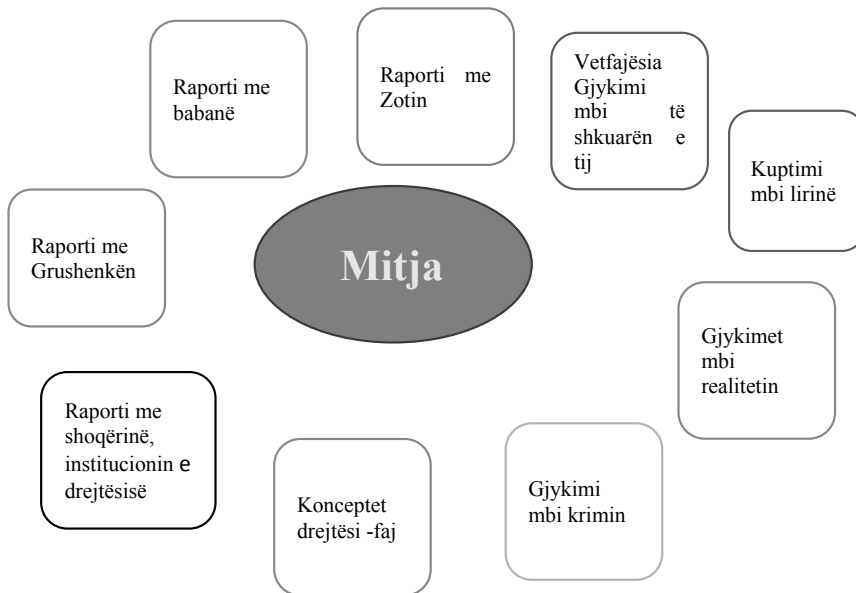 Raporti me
babanë
Raporti me
Zotin
Vetfajësia
Gjykimi
mbi të
shkuarën e
tij
Kuptimi
mbi lirinë
Raporti me
Grushenkën
Mitja
Gjykimet
mbi
realitetin
Raporti me
shoqërinë,
institucionin e
drejtësisë
Konceptet
drejtësi -faj
Gjykimi
mbi krimin